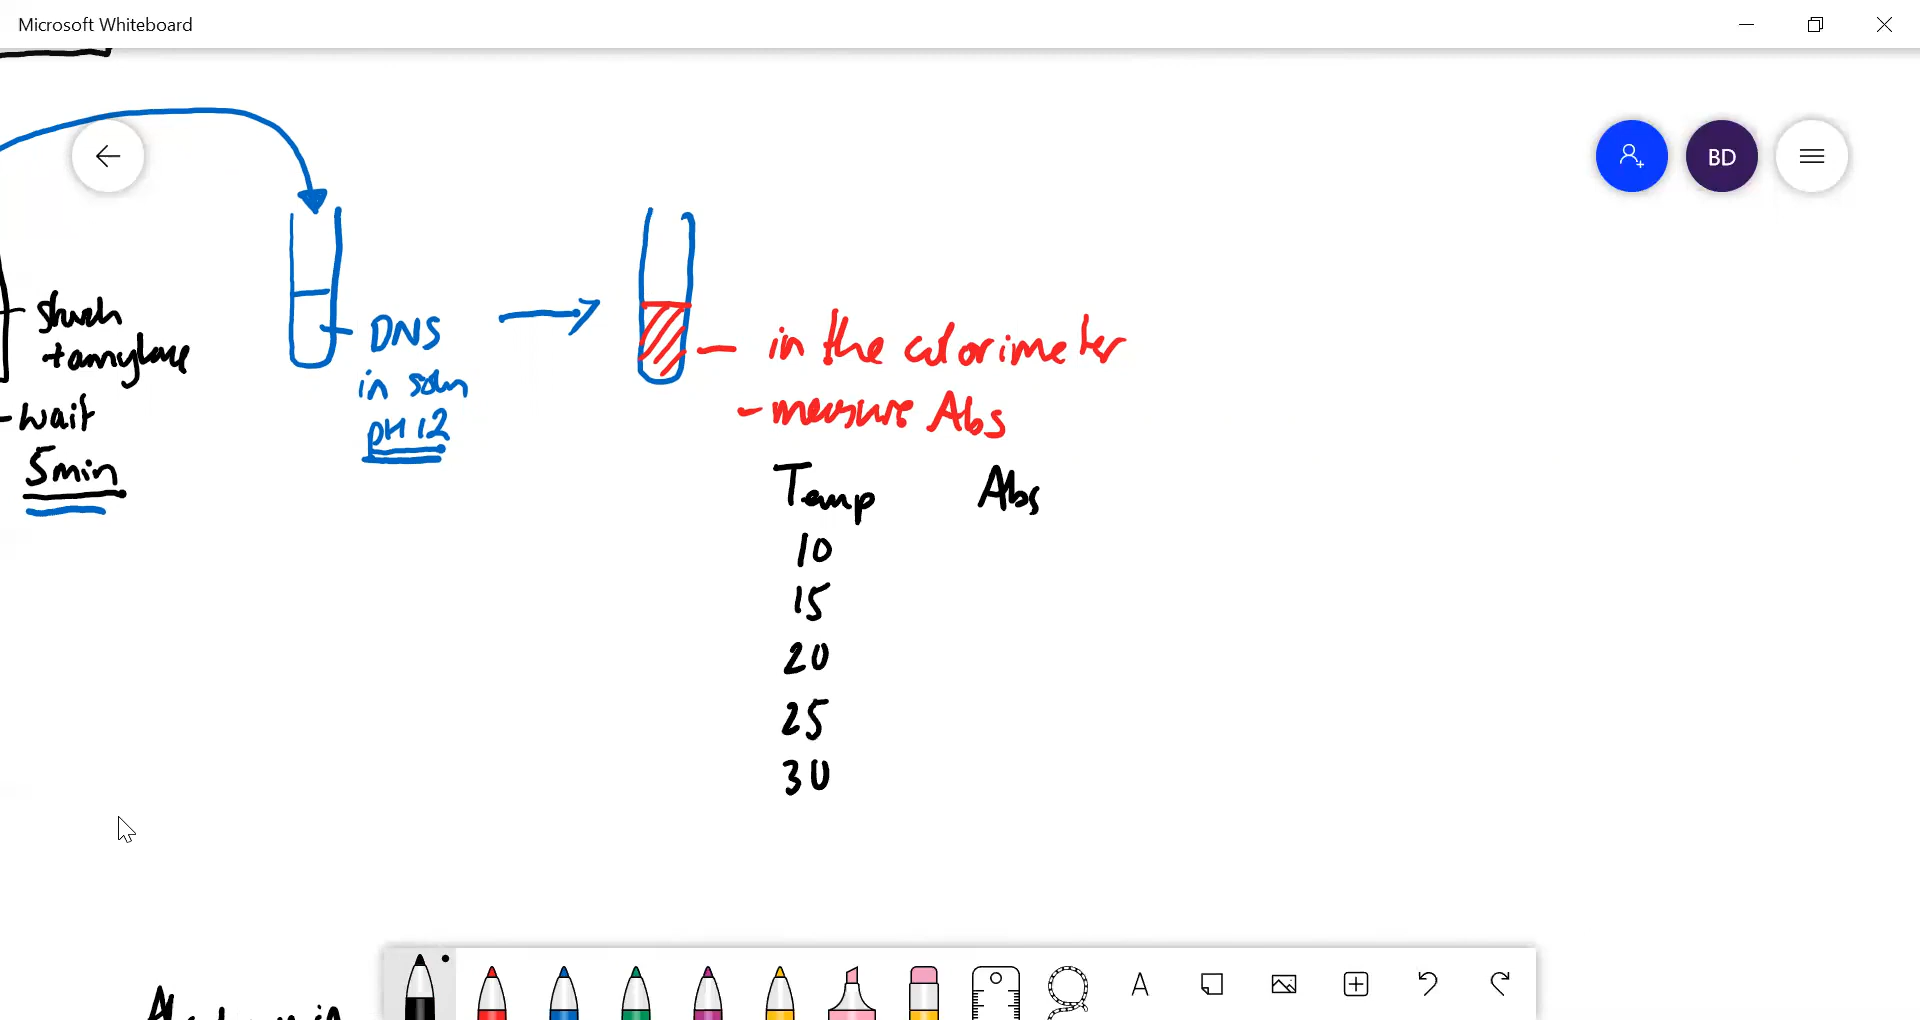 Microsoft Whiteboard
BD
starch
+ amylase
- wait
5min
DNS
in soln
pH 12
- in the colorimeter
- measure Abs
Temp Abs
10
15
20
25
30